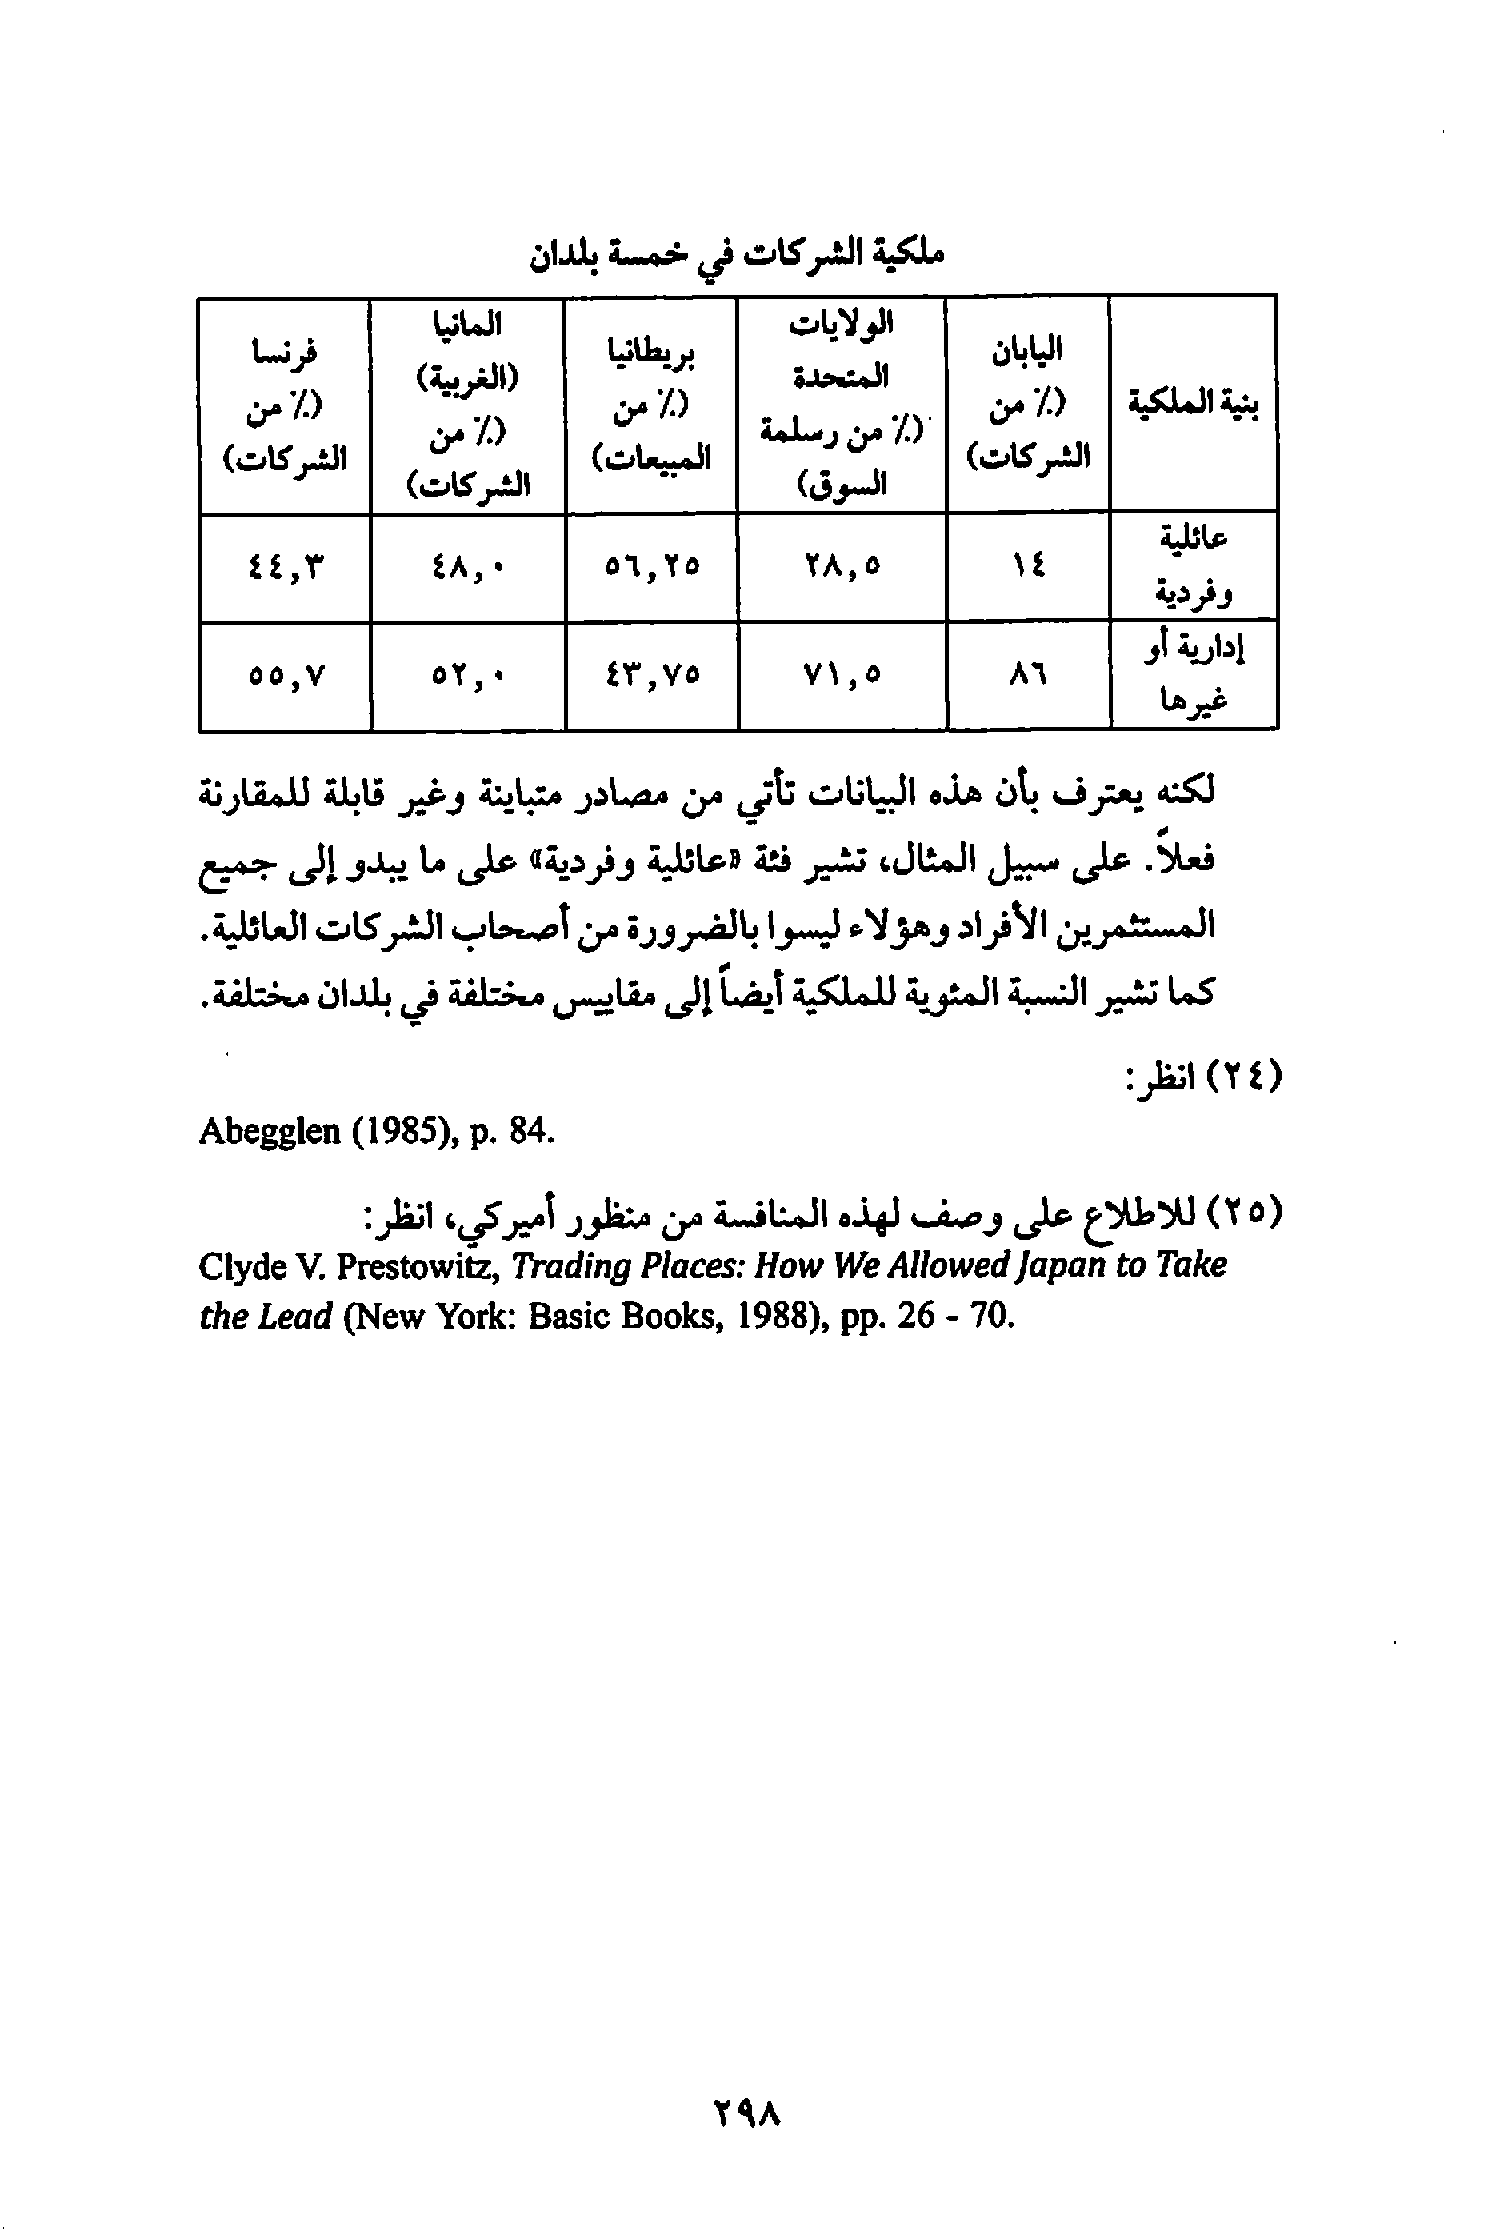 ملكية الشركات في خمسة بلدان
بنية الملكية
اليابان
(٪ من
الشركات)
الولايات
المتحدة
(٪ من رسلمة
السوق)
بريطانيا
(٪ من
المبيعات)
المانيا
(الغربية)
(٪ من
الشركات)
فرنسا
(٪ من
الشركات)
عائلية
وفردية
١٤
٢٨,٥
٥٦,٢٥
٤٨,٠
٤٤,٣
إدارية أو
غيرها
٨٦
٧١,٥
٤٣,٧٥
٥٢,٠
٥٥,٧
لكنه يعترف بأن هذه البيانات تأتي من مصادر متباينة وغير قابلة للمقارنة
فعلاً. على سبيل المثال، تشير فئة «عائلية وفردية» على ما يبدو إلى جميع
المستثمرين الأفراد وهؤلاء ليسوا بالضرورة من أصحاب الشركات العائلية.
كما تشير النسبة المئوية للملكية أيضاً إلى مقاييس مختلفة في بلدان مختلفة.
(٢٤) انظر:
Abegglen (1985), p. 84.
(٢٥) للاطلاع على وصف لهذه المنافسة من منظور أميركي، انظر:
Clyde V. Prestowitz, Trading Places: How We Allowed Japan to Take
the Lead (New York: Basic Books, 1988), pp. 26 - 70.
٢٩٨